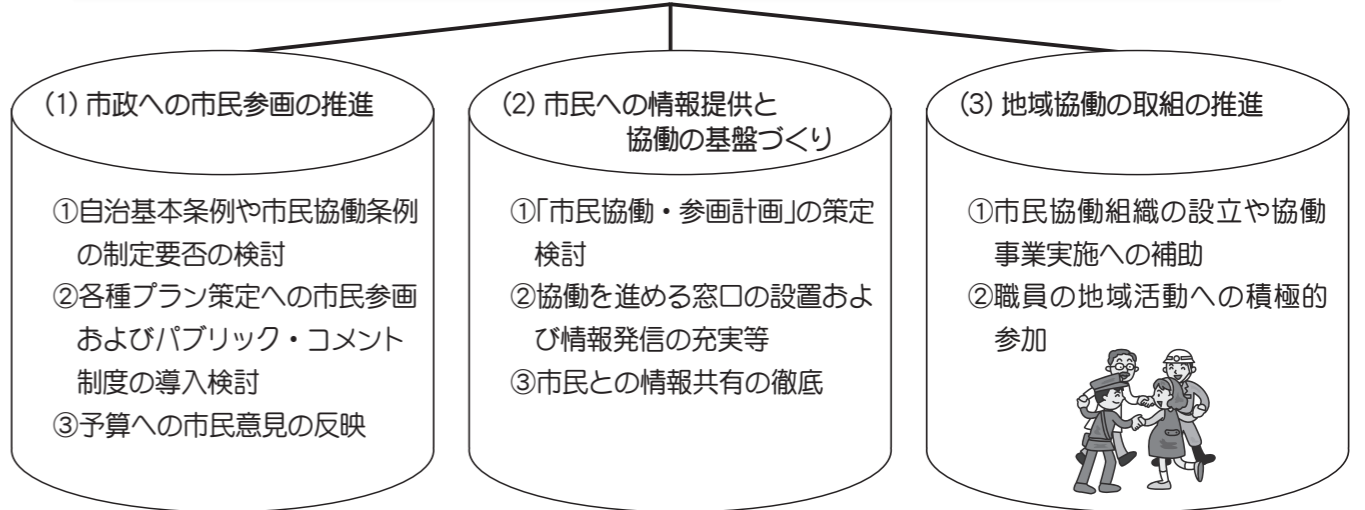 (1) 市政への市民参画の推進
①自治基本条例や市民協働条例
の制定要否の検討
②各種プラン策定への市民参画
およびパブリック・コメント
制度の導入検討
③予算への市民意見の反映
(2) 市民への情報提供と
協働の基盤づくり
①「市民協働・参画計画」の策定
検討
②協働を進める窓口の設置およ
び情報発信の充実等
③市民との情報共有の徹底
(3) 地域協働の取組の推進
①市民協働組織の設立や協働
事業実施への補助
②職員の地域活動への積極的
参加